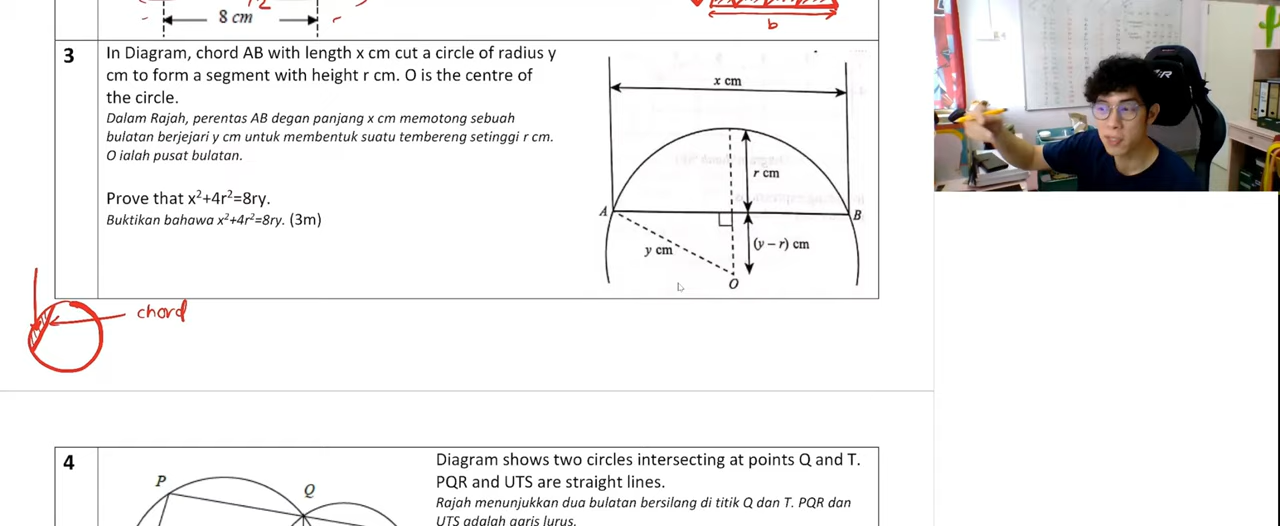 8 cm
b
3
In Diagram, chord AB with length x cm cut a circle of radius y
cm to form a segment with height r cm. O is the centre of
the circle.
Dalam Rajah, perentas AB degan panjang x cm memotong sebuah
bulatan berjejari y cm untuk membentuk suatu tembereng setinggi r cm.
O ialah pusat bulatan.
Prove that x²+4r²=8ry.
Buktikan bahawa x²+4r²=8ry. (3m)
x cm
r cm
A
B
y cm
(y – r) cm
O
chord
4
P
Q
Diagram shows two circles intersecting at points Q and T.
PQR and UTS are straight lines.
Rajah menunjukkan dua bulatan bersilang di titik Q dan T. PQR dan
UTS adalah garis lurus.